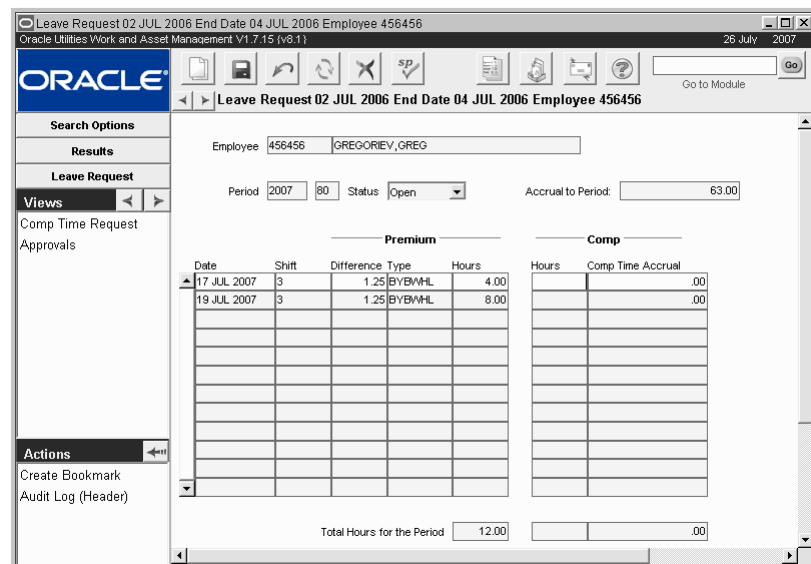 Leave Request 02 JUL 2006 End Date 04 JUL 2006 Employee 456456
Oracle Utilities Work and Asset Management V1.7.15 {v8.1} 26 July 2007
ORACLE
sp
Go
Go to Module
Leave Request 02 JUL 2006 End Date 04 JUL 2006 Employee 456456
Search Options
Results
Leave Request
Views
Comp Time Request
Approvals
Actions
Create Bookmark
Audit Log (Header)
Employee 456456 GREGORIEV,GREG
Period 2007 80 Status Open Accrual to Period: 63.00
Premium Comp
Date Shift Difference Type Hours Hours Comp Time Accrual
17 JUL 2007 3 1.25 BYBWHL 4.00 .00
19 JUL 2007 3 1.25 BYBWHL 8.00 .00
Total Hours for the Period 12.00 .00